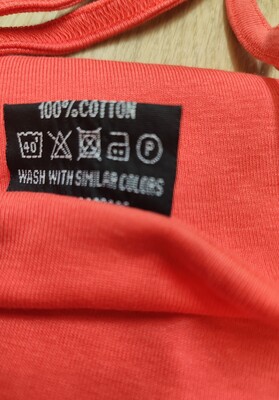 100% COTTON
40° P
WASH WITH SIMILAR COLORS